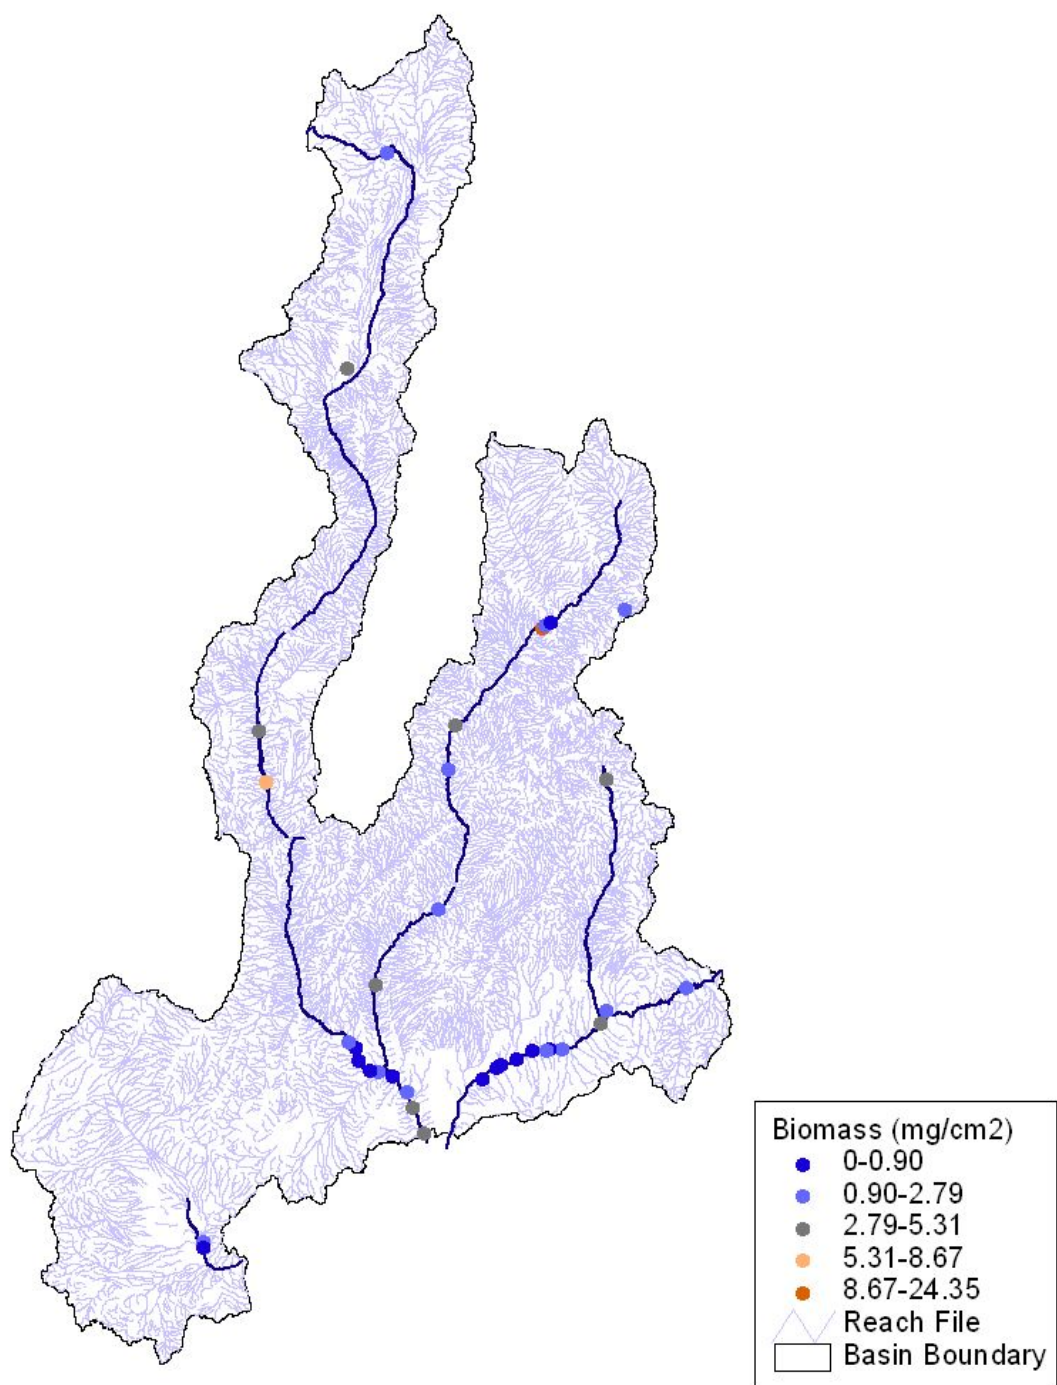 Biomass (mg/cm2)
0-0.90
0.90-2.79
2.79-5.31
5.31-8.67
8.67-24.35
Reach File
Basin Boundary